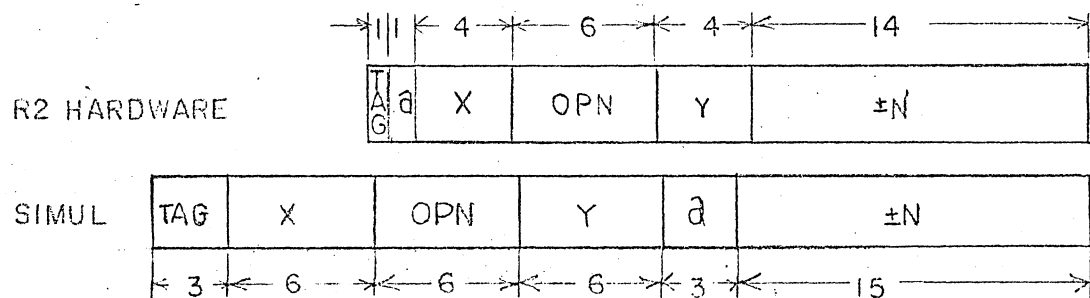 1 1 4 6 4 14
R2 HARDWARE TAG a X OPN Y ±N
SIMUL TAG X OPN Y a ±N
3 6 6 6 3 15